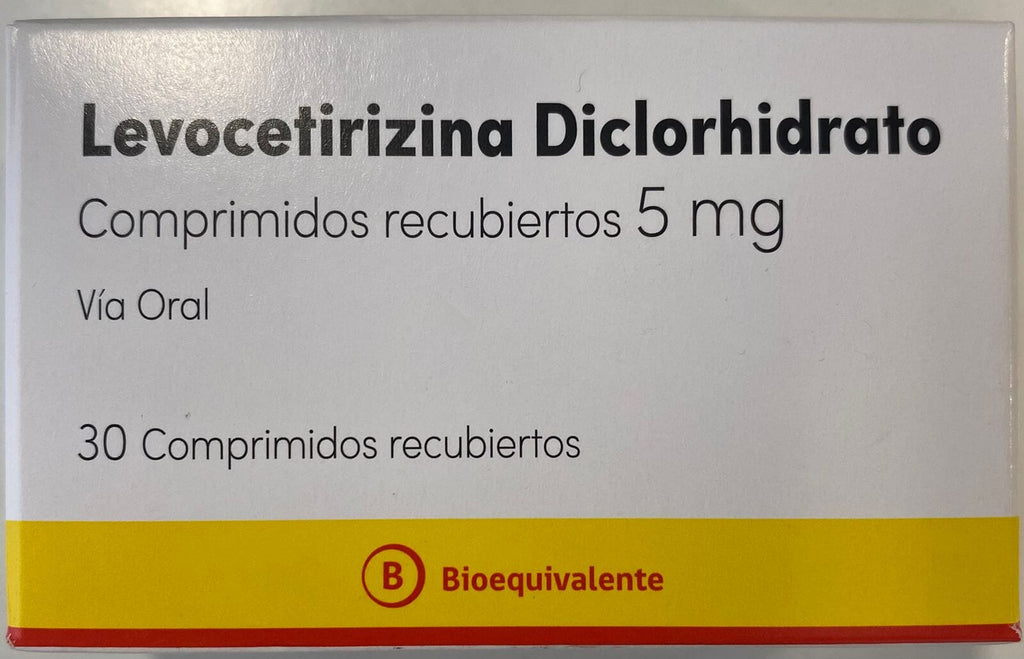 Levocetirizina Diclorhidrato
Comprimidos recubiertos 5 mg
Vía Oral
30 Comprimidos recubiertos
B Bioequivalente